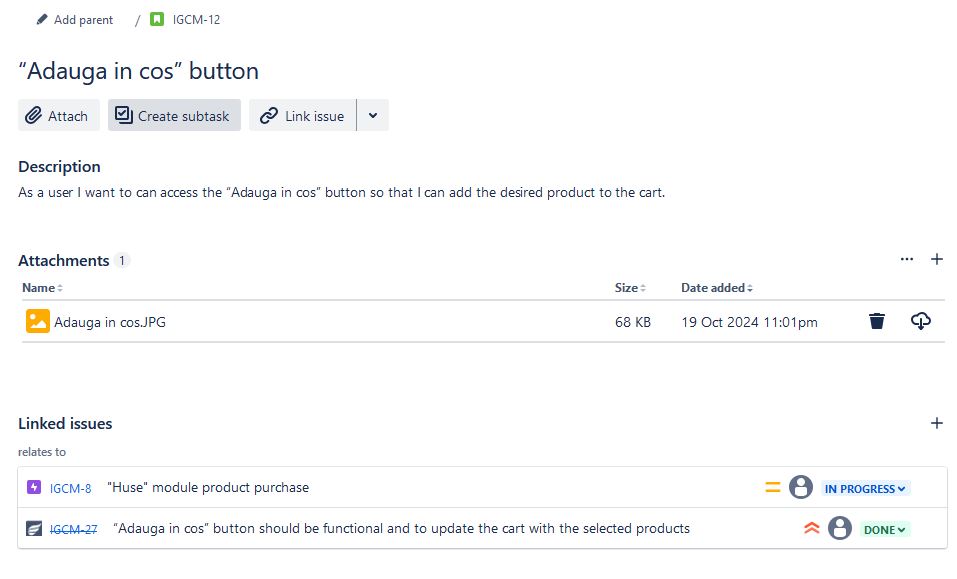 Add parent / IGCM-12
“Adauga in cos” button
Attach Create subtask Link issue
Description
As a user I want to can access the “Adauga in cos” button so that I can add the desired product to the cart.
Attachments 1
Name Size Date added
Adauga in cos.JPG 68 KB 19 Oct 2024 11:01pm
Linked issues
relates to
IGCM-8 "Huse" module product purchase IN PROGRESS
IGCM-27 “Adauga in cos” button should be functional and to update the cart with the selected products DONE